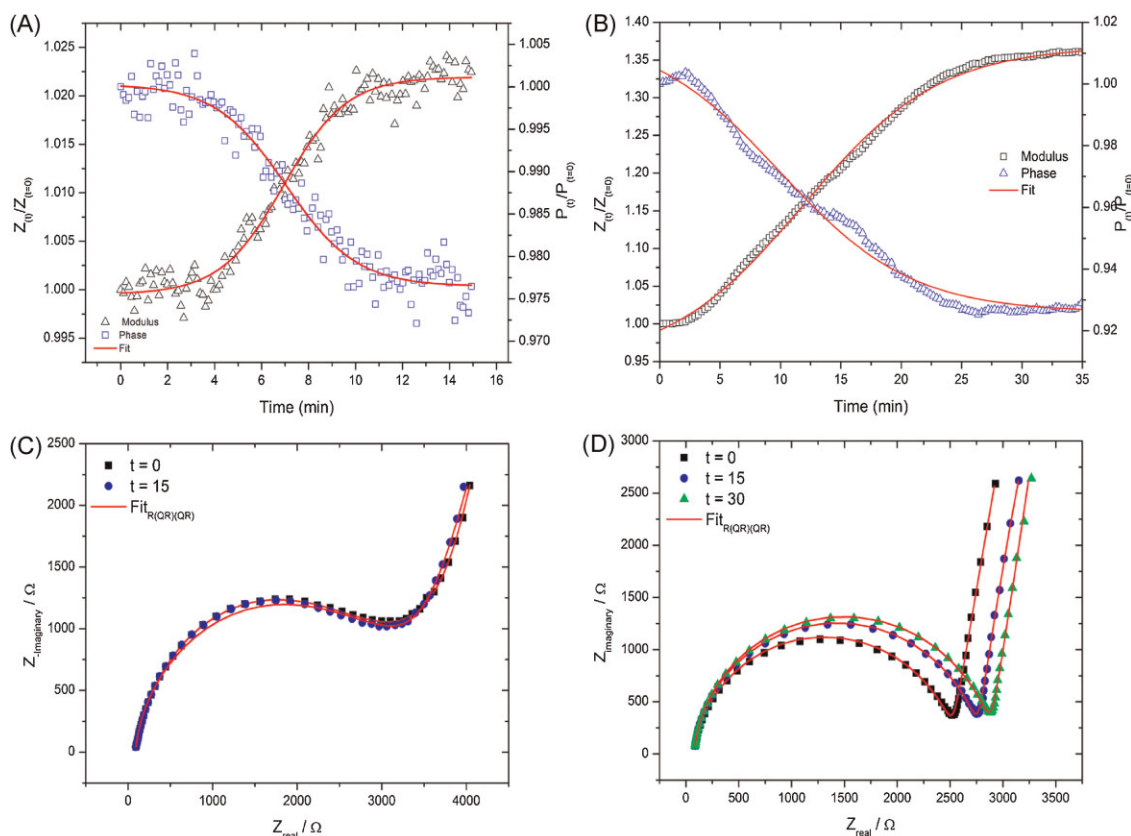 (A)
Z(t)/Z(t=0)
1.025
1.020
1.015
1.010
1.005
1.000
0.995
1.005
1.000
0.995
0.990
0.985
0.980
0.975
0.970
P(t)/P(t=0)
Modulus
Phase
Fit
0 2 4 6 8 10 12 14 16
Time (min)
(B)
Z(t)/Z(t=0)
1.40
1.35
1.30
1.25
1.20
1.15
1.10
1.05
1.00
0.95
1.02
1.00
0.98
0.96
0.94
0.92
P(t)/P(t=0)
Modulus
Phase
Fit
0 5 10 15 20 25 30 35
Time (min)
(C)
Z-Imaginary / Ω
2500
2000
1500
1000
500
0
t = 0
t = 15
FitR(QR)(QR)
0 1000 2000 3000 4000
Zreal / Ω
(D)
ZImaginary / Ω
3000
2500
2000
1500
1000
500
0
t = 0
t = 15
t = 30
FitR(QR)(QR)
0 500 1000 1500 2000 2500 3000 3500
Zreal / Ω